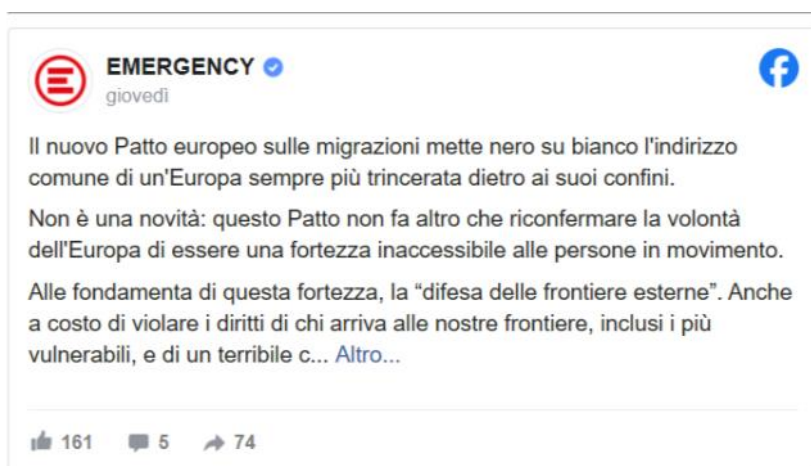 EMERGENCY
giovedì
Il nuovo Patto europeo sulle migrazioni mette nero su bianco l'indirizzo
comune di un'Europa sempre più trincerata dietro ai suoi confini.
Non è una novità: questo Patto non fa altro che riconfermare la volontà
dell'Europa di essere una fortezza inaccessibile alle persone in movimento.
Alle fondamenta di questa fortezza, la “difesa delle frontiere esterne”. Anche
a costo di violare i diritti di chi arriva alle nostre frontiere, inclusi i più
vulnerabili, e di un terribile c... Altro...
161 5 74